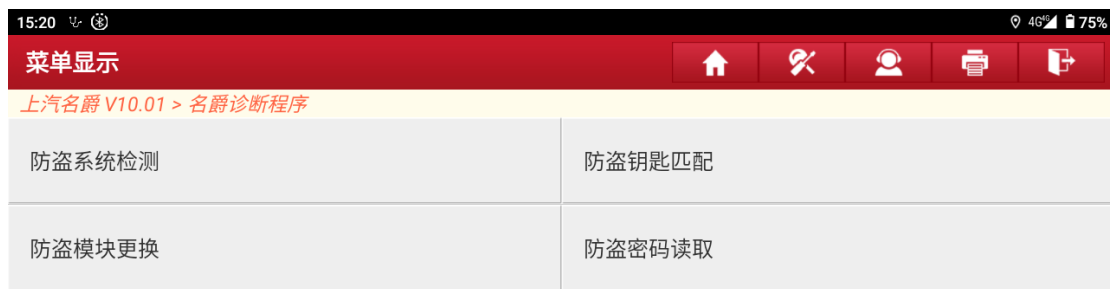 15:20 4G 4G 75%
菜单显示
上汽名爵 V10.01 > 名爵诊断程序
防盗系统检测 防盗钥匙匹配
防盗模块更换 防盗密码读取